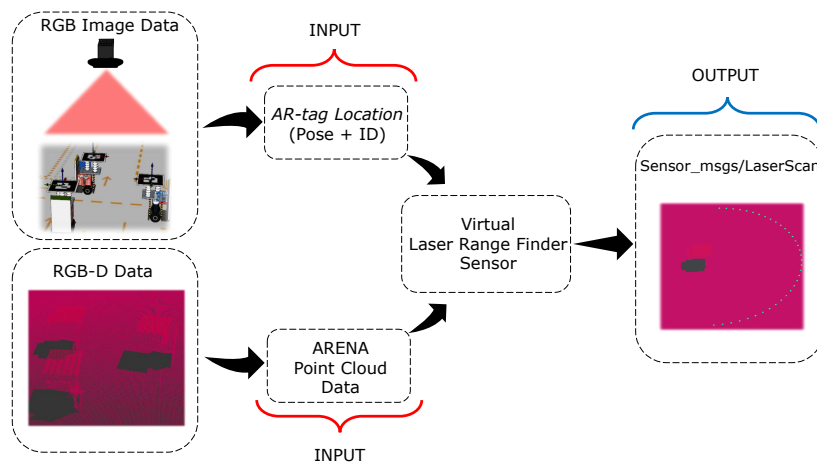 RGB Image Data
INPUT
AR-tag Location
(Pose + ID)
OUTPUT
Sensor_msgs/LaserScan
Virtual
Laser Range Finder
Sensor
RGB-D Data
ARENA
Point Cloud
Data
INPUT